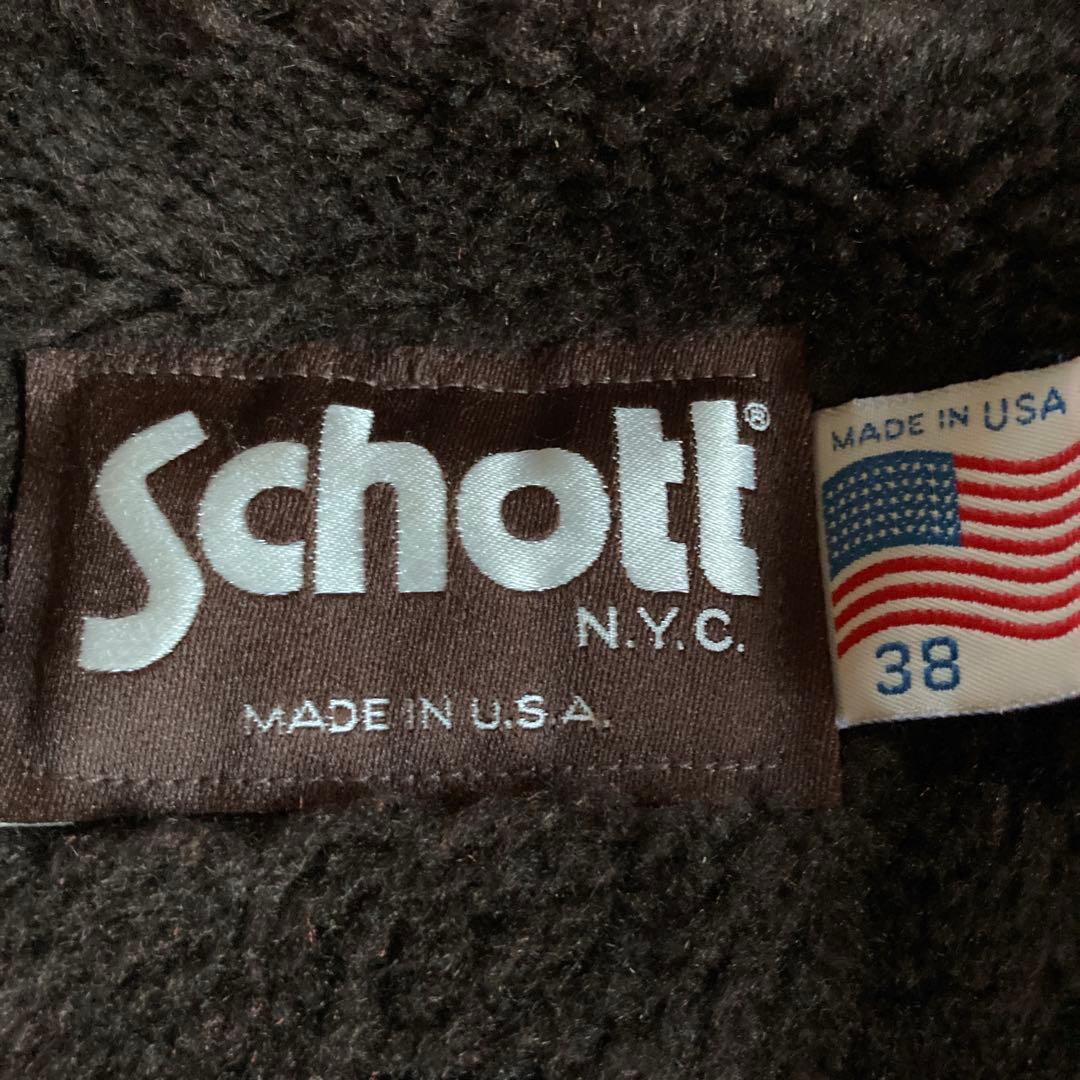 Schott®
N.Y.C.
MADE IN U.S.A.
MADE IN USA
38